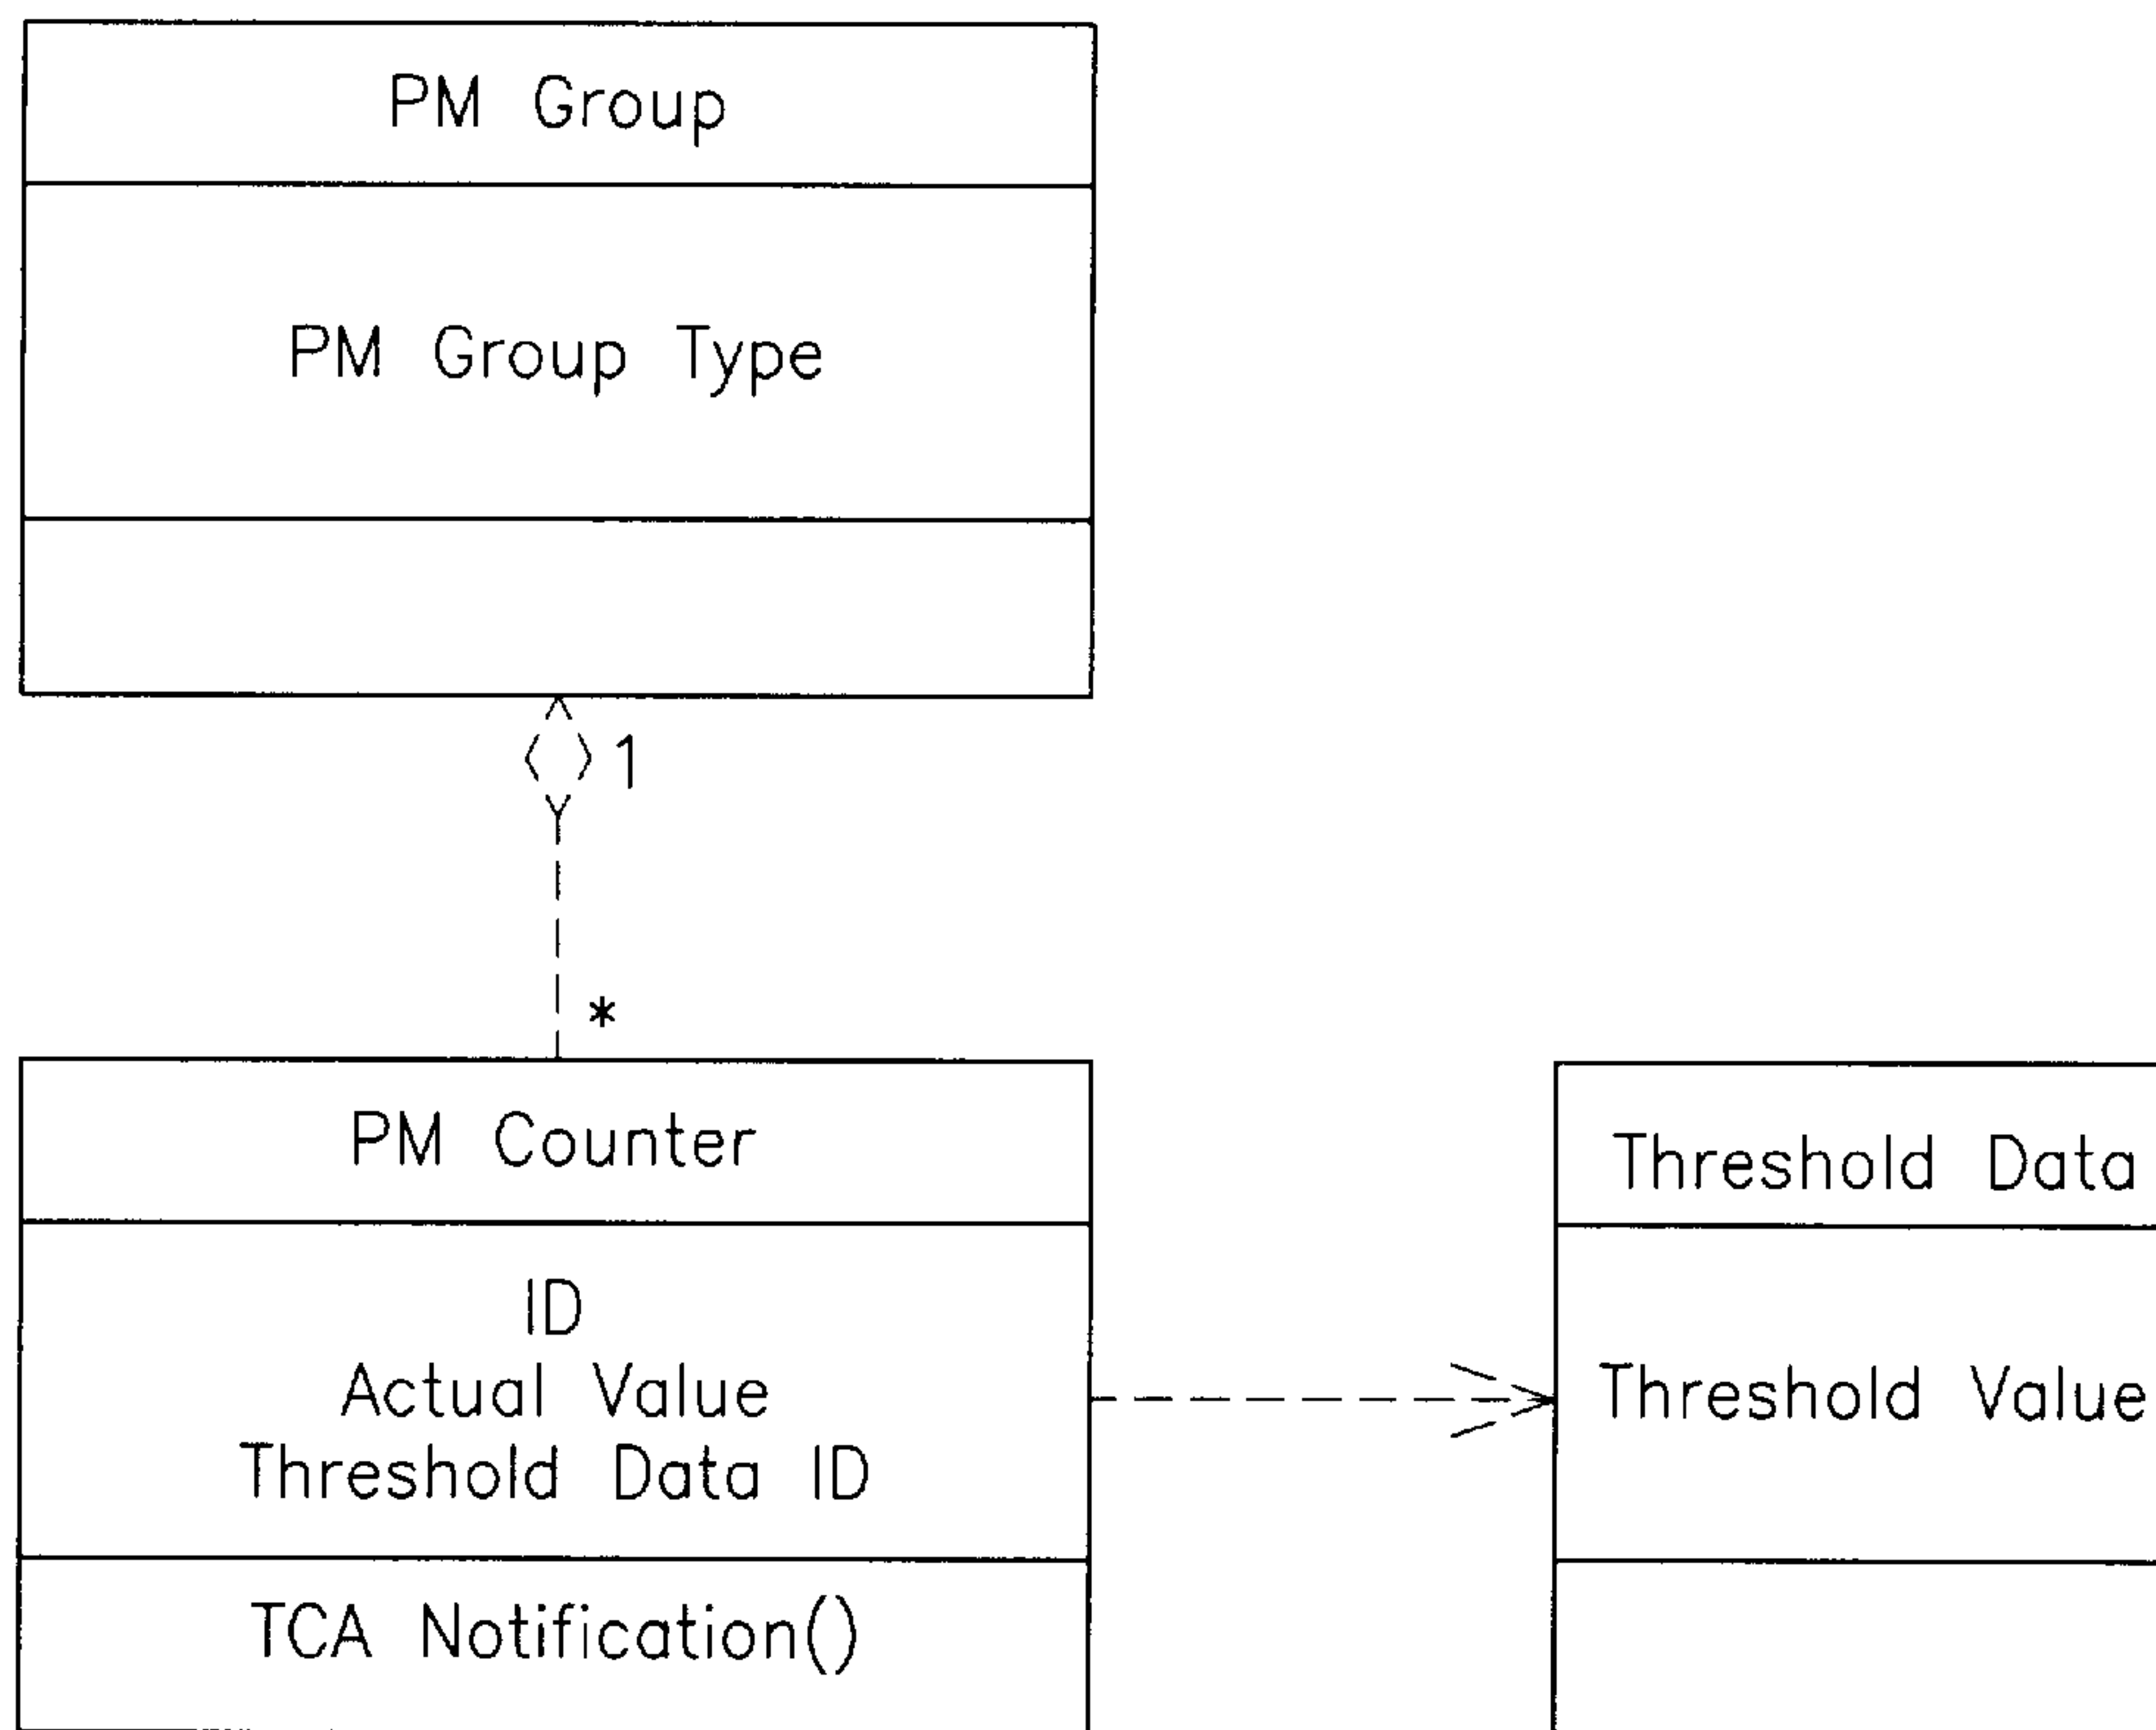 PM Group
PM Group Type
1
*
PM Counter
ID
Actual Value
Threshold Data ID
TCA Notification()
Threshold Data
Threshold Value